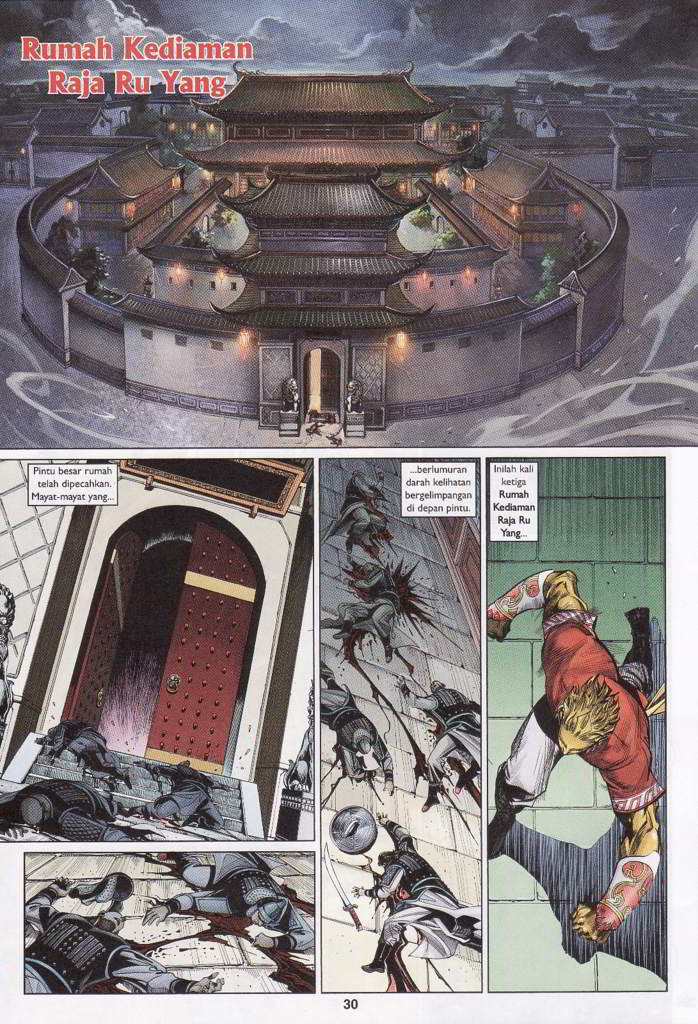 Rumah Kediaman
Raja Ru Yang
Pintu besar rumah
telah dipecahkan.
Mayat-mayat yang...
...berlumuran
darah kelihatan
bergelimpangan
di depan pintu.
Inilah kali
ketiga
Rumah
Kediaman
Raja Ru
Yang...
30